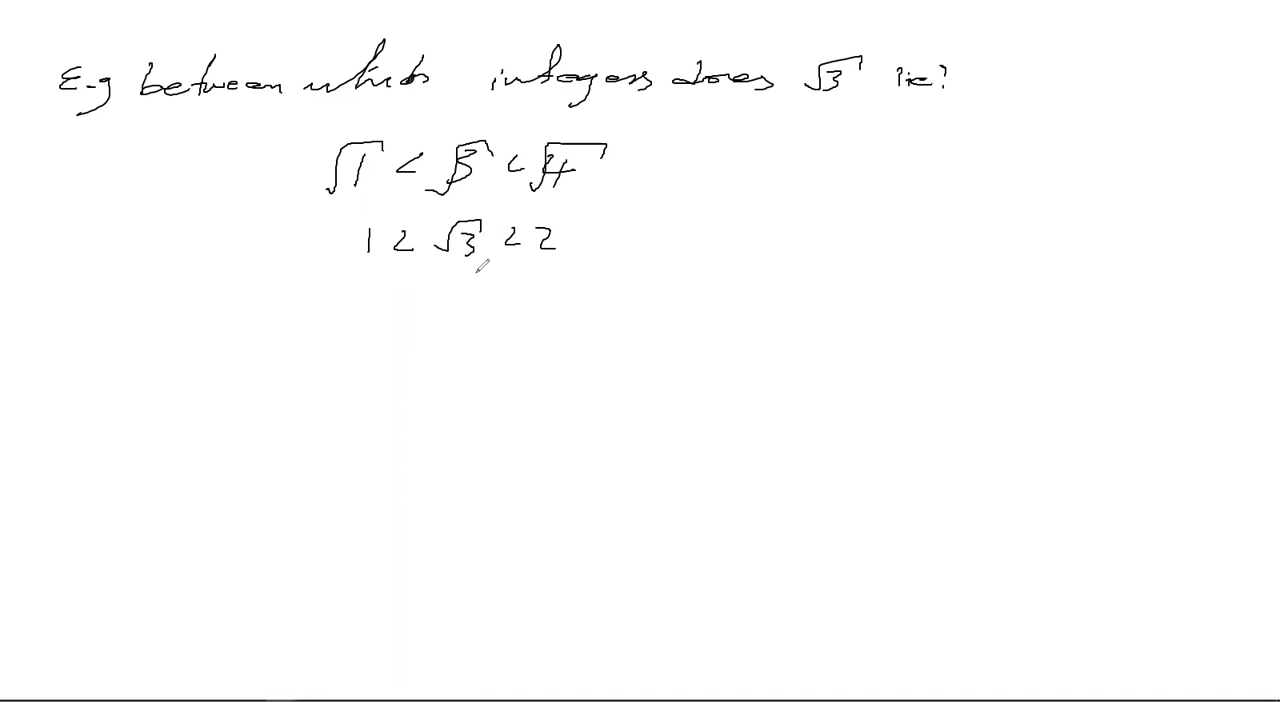 E.g between which integers does √3 lie?
√1 < √3 < √4
1 < √3 < 2